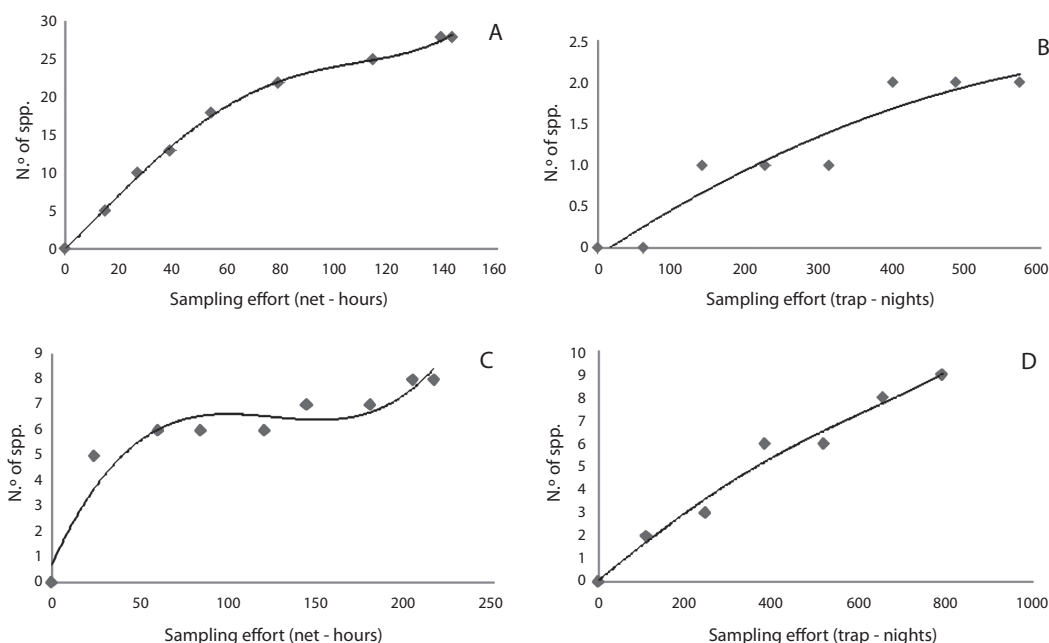 A
30
25
20
15
10
5
0
N.º of spp.
0 20 40 60 80 100 120 140 160
Sampling effort (net - hours)
B
2.5
2.0
1.5
1.0
0.5
0
N.º of spp.
0 100 200 300 400 500 600
Sampling effort (trap - nights)
C
9
8
7
6
5
4
3
2
1
0
N.º of spp.
0 50 100 150 200 250
Sampling effort (net - hours)
D
10
9
8
7
6
5
4
3
2
1
0
N.º of spp.
0 200 400 600 800 1000
Sampling effort (trap - nights)